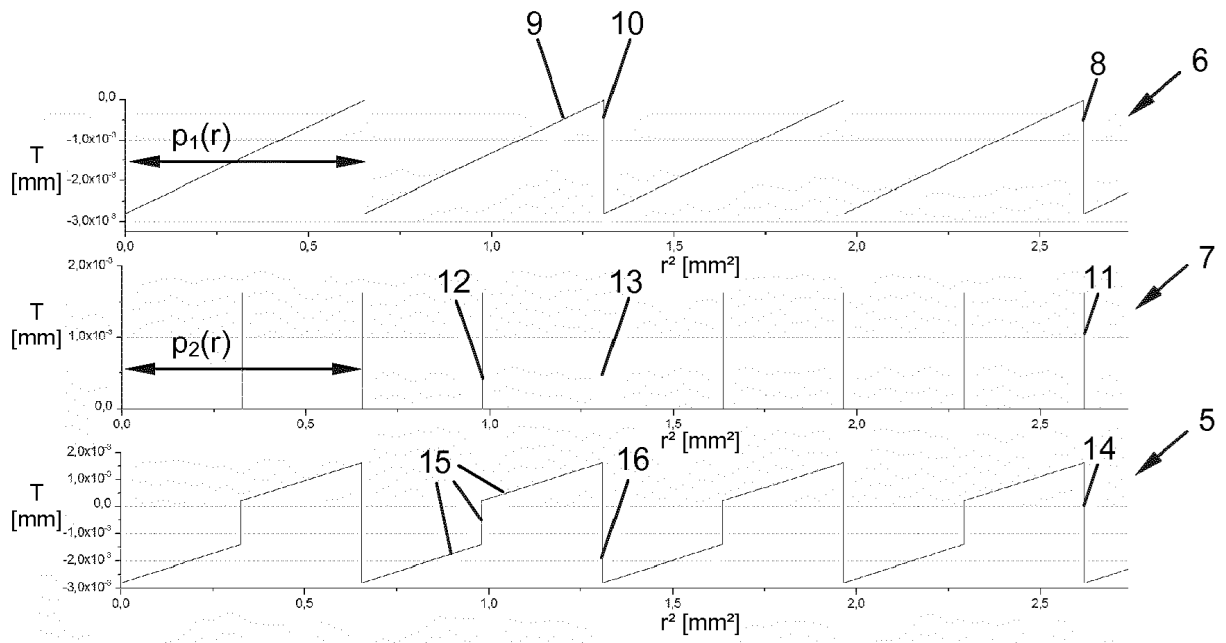 9 10 8 6
0,0
-1,0x10⁻³
-2,0x10⁻³
-3,0x10⁻³
T
[mm]
p₁(r)
0,0 0,5 1,0 1,5 2,0 2,5
r² [mm²]
12 13 11 7
2,0x10⁻³
1,0x10⁻³
0,0
T
[mm]
p₂(r)
0,0 0,5 1,0 1,5 2,0 2,5
r² [mm²]
15 16 14 5
2,0x10⁻³
1,0x10⁻³
0,0
-1,0x10⁻³
-2,0x10⁻³
-3,0x10⁻³
T
[mm]
0,0 0,5 1,0 1,5 2,0 2,5
r² [mm²]